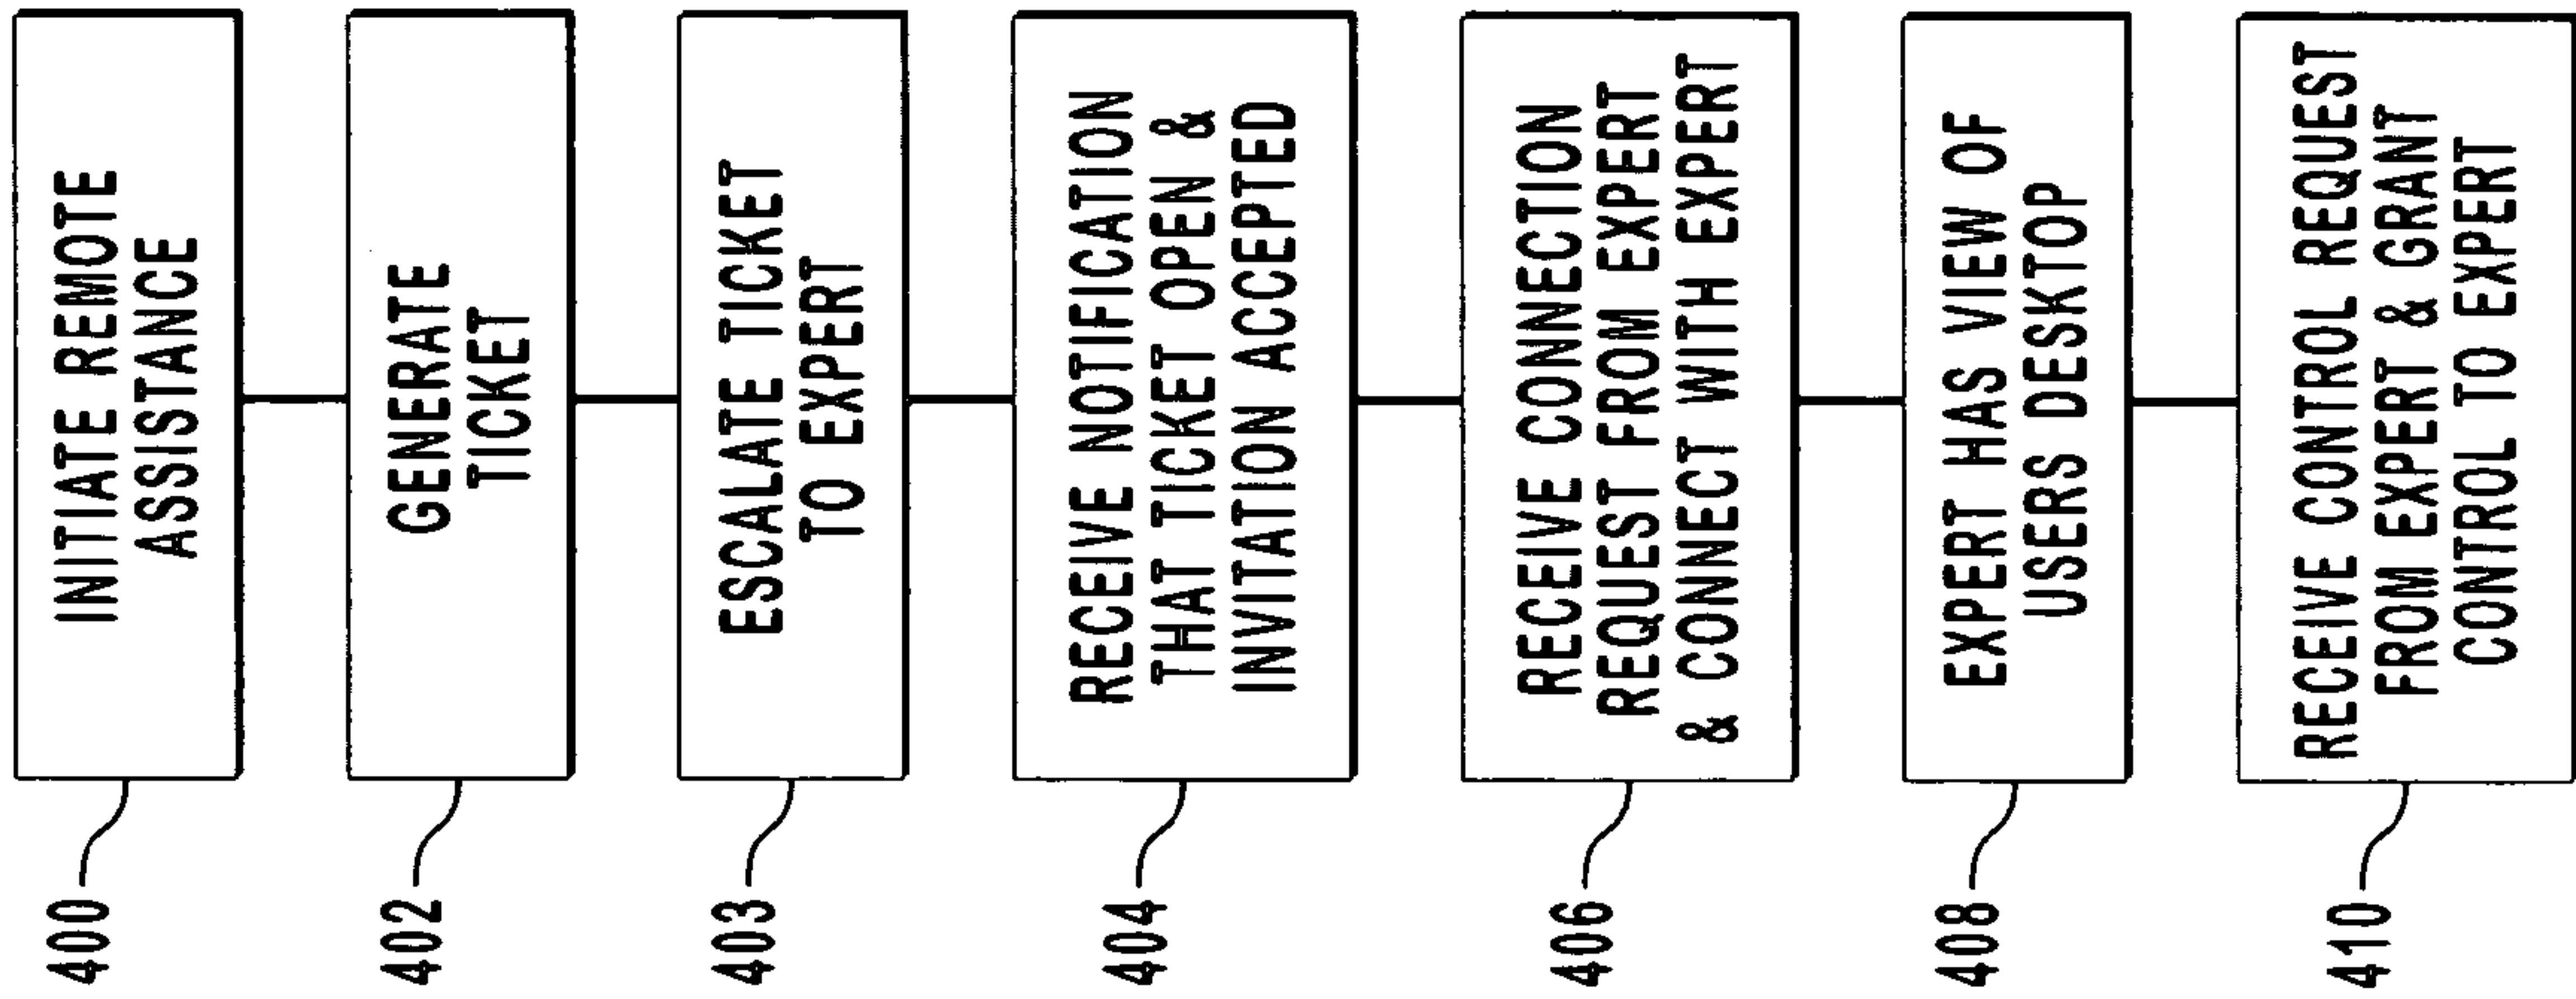 400
INITIATE REMOTE
ASSISTANCE
402
GENERATE
TICKET
403
ESCALATE TICKET
TO EXPERT
404
RECEIVE NOTIFICATION
THAT TICKET OPEN &
INVITATION ACCEPTED
406
RECEIVE CONNECTION
REQUEST FROM EXPERT
& CONNECT WITH EXPERT
408
EXPERT HAS VIEW OF
USERS DESKTOP
410
RECEIVE CONTROL REQUEST
FROM EXPERT & GRANT
CONTROL TO EXPERT